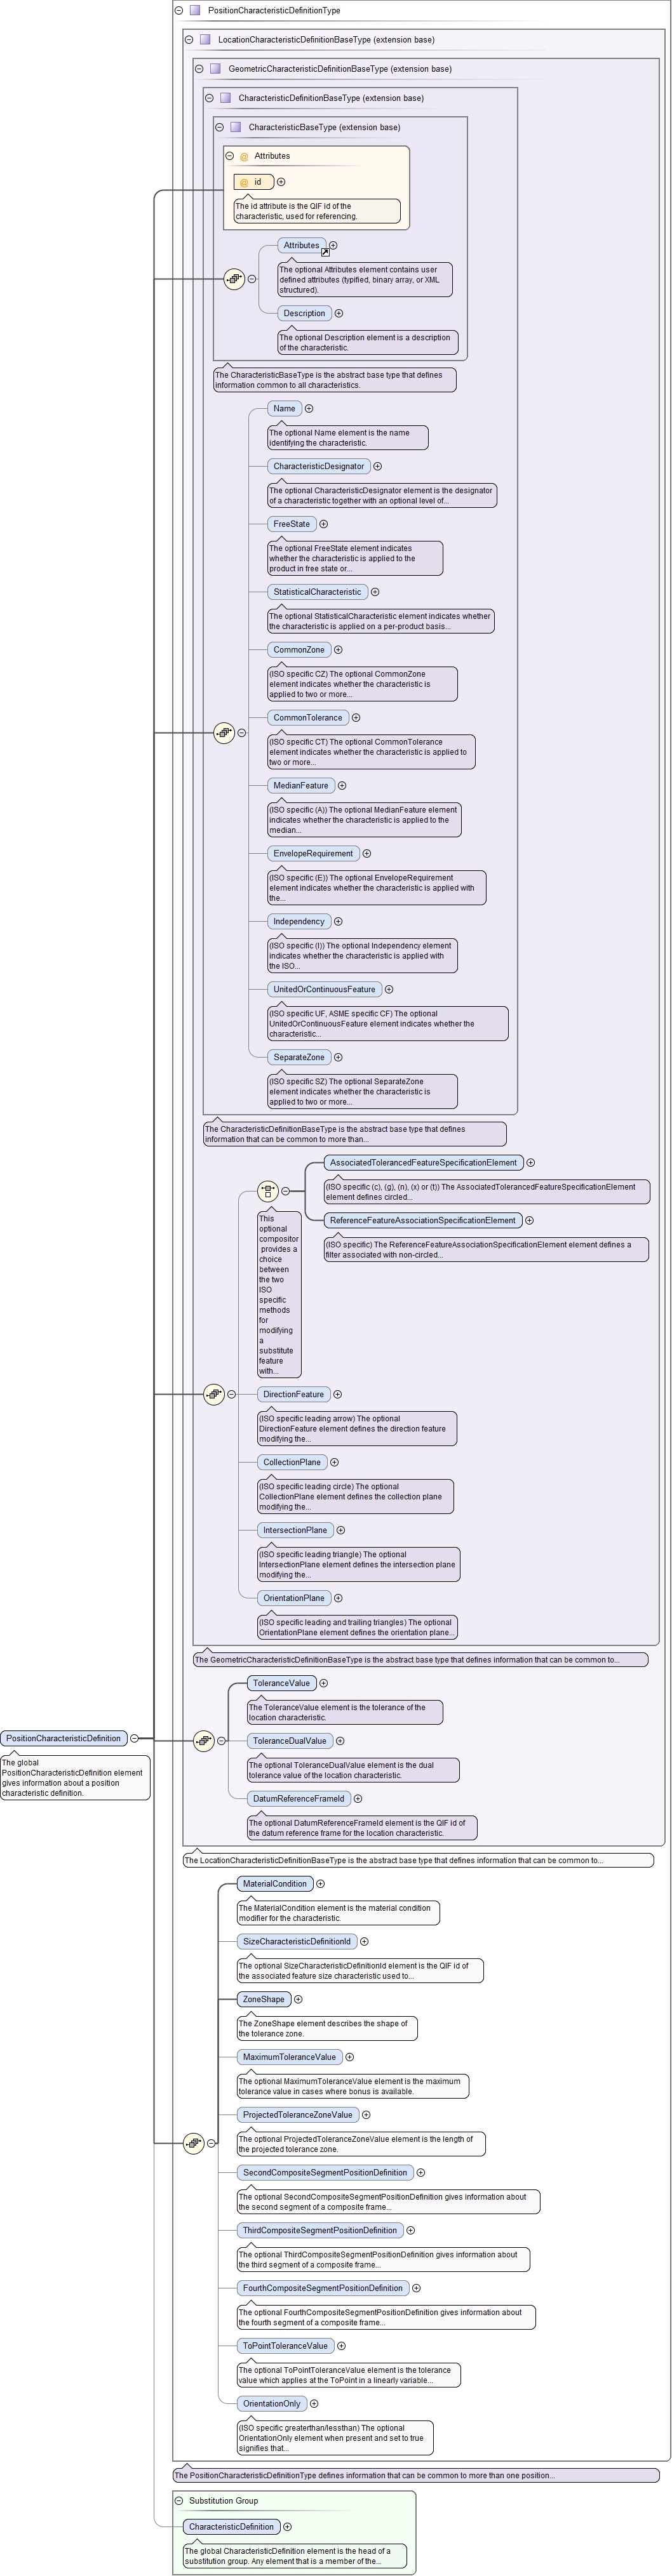 PositionCharacteristicDefinitionType
LocationCharacteristicDefinitionBaseType (extension base)
GeometricCharacteristicDefinitionBaseType (extension base)
CharacteristicDefinitionBaseType (extension base)
CharacteristicBaseType (extension base)
@ Attributes
@ id
The id attribute is the QIF id of the
characteristic, used for referencing.
Attributes
The optional Attributes element contains user
defined attributes (typified, binary array, or XML
structured).
Description
The optional Description element is a description
of the characteristic.
The CharacteristicBaseType is the abstract base type that defines
information common to all characteristics.
Name
The optional Name element is the name
identifying the characteristic.
CharacteristicDesignator
The optional CharacteristicDesignator element is the designator
of a characteristic together with an optional level of...
FreeState
The optional FreeState element indicates
whether the characteristic is applied to the
product in free state or...
StatisticalCharacteristic
The optional StatisticalCharacteristic element indicates whether
the characteristic is applied on a per-product basis...
CommonZone
(ISO specific CZ) The optional CommonZone
element indicates whether the characteristic is
applied to two or more...
CommonTolerance
(ISO specific CT) The optional CommonTolerance
element indicates whether the characteristic is applied to
two or more...
MedianFeature
(ISO specific (A)) The optional MedianFeature element
indicates whether the characteristic is applied to the
median...
EnvelopeRequirement
(ISO specific (E)) The optional EnvelopeRequirement
element indicates whether the characteristic is applied with
the...
Independency
(ISO specific (I)) The optional Independency element
indicates whether the characteristic is applied with
the ISO...
UnitedOrContinuousFeature
(ISO specific UF, ASME specific CF) The optional
UnitedOrContinuousFeature element indicates whether the
characteristic...
SeparateZone
(ISO specific SZ) The optional SeparateZone
element indicates whether the characteristic is
applied to two or more...
The CharacteristicDefinitionBaseType is the abstract base type that defines
information that can be common to more than...
AssociatedTolerancedFeatureSpecificationElement
(ISO specific (c), (g), (n), (x) or (t)) The AssociatedTolerancedFeatureSpecificationElement
element defines circled...
ReferenceFeatureAssociationSpecificationElement
(ISO specific) The ReferenceFeatureAssociationSpecificationElement element defines a
filter associated with non-circled...
This
optional
compositor
provides a
choice
between
the two
ISO
specific
methods
for
modifying
a
substitute
feature
with...
DirectionFeature
(ISO specific leading arrow) The optional
DirectionFeature element defines the direction feature
modifying the...
CollectionPlane
(ISO specific leading circle) The optional
CollectionPlane element defines the collection plane
modifying the...
IntersectionPlane
(ISO specific leading triangle) The optional
IntersectionPlane element defines the intersection plane
modifying the...
OrientationPlane
(ISO specific leading and trailing triangles) The optional
OrientationPlane element defines the orientation plane...
The GeometricCharacteristicDefinitionBaseType is the abstract base type that defines information that can be common to...
ToleranceValue
The ToleranceValue element is the tolerance of the
location characteristic.
PositionCharacteristicDefinition
The global
PositionCharacteristicDefinition element
gives information about a position
characteristic definition.
ToleranceDualValue
The optional ToleranceDualValue element is the dual
tolerance value of the location characteristic.
DatumReferenceFrameId
The optional DatumReferenceFrameId element is the QIF id of
the datum reference frame for the location characteristic.
The LocationCharacteristicDefinitionBaseType is the abstract base type that defines information that can be common to...
MaterialCondition
The MaterialCondition element is the material condition
modifier for the characteristic.
SizeCharacteristicDefinitionId
The optional SizeCharacteristicDefinitionId element is the QIF id of
the associated feature size characteristic used to...
ZoneShape
The ZoneShape element describes the shape of
the tolerance zone.
MaximumToleranceValue
The optional MaximumToleranceValue element is the maximum
tolerance value in cases where bonus is available.
ProjectedToleranceZoneValue
The optional ProjectedToleranceZoneValue element is the length of
the projected tolerance zone.
SecondCompositeSegmentPositionDefinition
The optional SecondCompositeSegmentPositionDefinition gives information about
the second segment of a composite frame...
ThirdCompositeSegmentPositionDefinition
The optional ThirdCompositeSegmentPositionDefinition gives information about
the third segment of a composite frame...
FourthCompositeSegmentPositionDefinition
The optional FourthCompositeSegmentPositionDefinition gives information about
the fourth segment of a composite frame...
ToPointToleranceValue
The optional ToPointToleranceValue element is the tolerance
value which applies at the ToPoint in a linearly variable...
OrientationOnly
(ISO specific greaterthan/lessthan) The optional
OrientationOnly element when present and set to true
signifies that...
The PositionCharacteristicDefinitionType defines information that can be common to more than one position...
Substitution Group
CharacteristicDefinition
The global CharacteristicDefinition element is the head of a
substitution group. Any element that is a member of the...